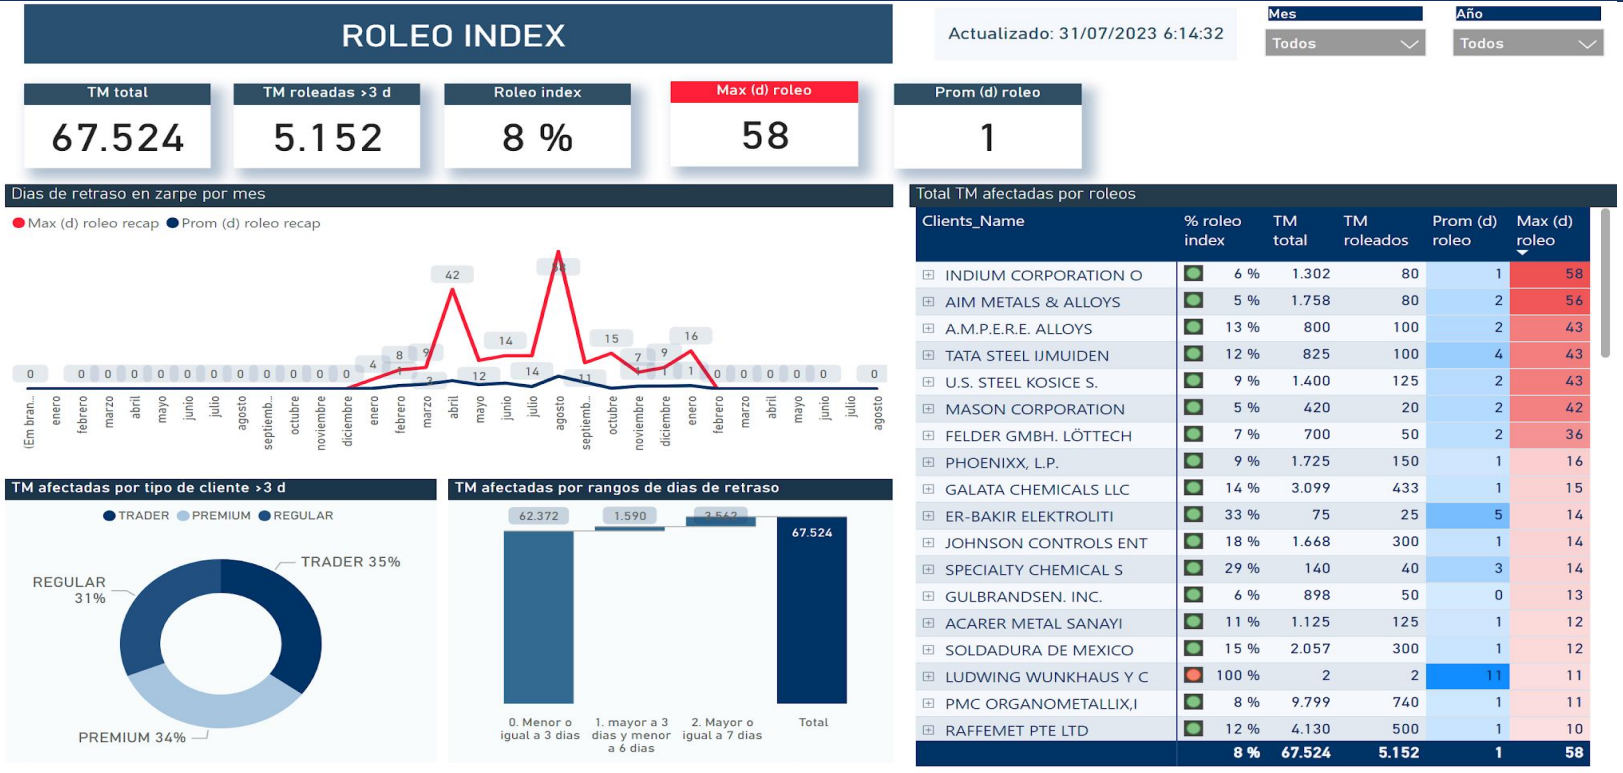 ROLEO INDEX
Actualizado: 31/07/2023 6:14:32
Mes
Todos
Año
Todos
TM total
67.524
TM roleadas >3 d
5.152
Roleo index
8 %
Max (d) roleo
58
Prom (d) roleo
1
Dias de retraso en zarpe por mes
Max (d) roleo recap Prom (d) roleo recap
42
58
14
15
16
4 8 9 7 9
0 0 0 0 0 0 0 0 0 0 0 0 0 1 3 12 14 11 1 1 1 0 0 0 0 0 0
(Em bran... enero febrero marzo abril mayo junio julio agosto septiemb... octubre noviembre diciembre enero febrero marzo abril mayo junio julio agosto septiemb... octubre noviembre diciembre enero febrero marzo abril mayo junio julio agosto
TM afectadas por tipo de cliente >3 d
TRADER PREMIUM REGULAR
TRADER 35%
REGULAR
31%
PREMIUM 34%
TM afectadas por rangos de dias de retraso
62.372 1.590 3.562
67.524
0. Menor o
igual a 3 dias
1. mayor a 3
dias y menor
a 6 dias
2. Mayor o
igual a 7 dias
Total
Total TM afectadas por roleos
Clients_Name % roleo index TM total TM roleados Prom (d) roleo Max (d) roleo
INDIUM CORPORATION O 6 % 1.302 80 1 58
AIM METALS & ALLOYS 5 % 1.758 80 2 56
A.M.P.E.R.E. ALLOYS 13 % 800 100 2 43
TATA STEEL IJMUIDEN 12 % 825 100 4 43
U.S. STEEL KOSICE S. 9 % 1.400 125 2 43
MASON CORPORATION 5 % 420 20 2 42
FELDER GMBH. LÖTTECH 7 % 700 50 2 36
PHOENIXX, L.P. 9 % 1.725 150 1 16
GALATA CHEMICALS LLC 14 % 3.099 433 1 15
ER-BAKIR ELEKTROLITI 33 % 75 25 5 14
JOHNSON CONTROLS ENT 18 % 1.668 300 1 14
SPECIALTY CHEMICAL S 29 % 140 40 3 14
GULBRANDSEN. INC. 6 % 898 50 0 13
ACARER METAL SANAYI 11 % 1.125 125 1 12
SOLDADURA DE MEXICO 15 % 2.057 300 1 12
LUDWING WUNKHAUS Y C 100 % 2 2 11 11
PMC ORGANOMETALLIX,I 8 % 9.799 740 1 11
RAFFEMET PTE LTD 12 % 4.130 500 1 10
8 % 67.524 5.152 1 58